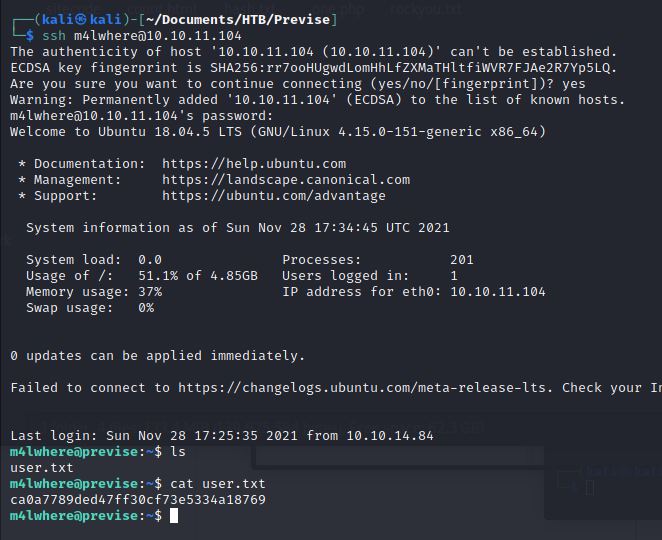 ┌──(kali㉿kali)-[~/Documents/HTB/Previse]
└─$ ssh m4lwhere@10.10.11.104
The authenticity of host '10.10.11.104 (10.10.11.104)' can't be established.
ECDSA key fingerprint is SHA256:rr7ooHUgwdLomHhLfZXMaTHltfiWVR7FJAe2R7Yp5LQ.
Are you sure you want to continue connecting (yes/no/[fingerprint])? yes
Warning: Permanently added '10.10.11.104' (ECDSA) to the list of known hosts.
m4lwhere@10.10.11.104's password:
Welcome to Ubuntu 18.04.5 LTS (GNU/Linux 4.15.0-151-generic x86_64)
* Documentation:  https://help.ubuntu.com
* Management:     https://landscape.canonical.com
* Support:        https://ubuntu.com/advantage
System information as of Sun Nov 28 17:34:45 UTC 2021
System load:  0.0               Processes:             201
Usage of /:   51.1% of 4.85GB   Users logged in:       1
Memory usage: 37%               IP address for eth0: 10.10.11.104
Swap usage:   0%
0 updates can be applied immediately.
Failed to connect to https://changelogs.ubuntu.com/meta-release-lts. Check your In
Last login: Sun Nov 28 17:25:35 2021 from 10.10.14.84
m4lwhere@previse:~$ ls
user.txt
m4lwhere@previse:~$ cat user.txt
ca0a7789ded47ff30cf73e5334a18769
m4lwhere@previse:~$